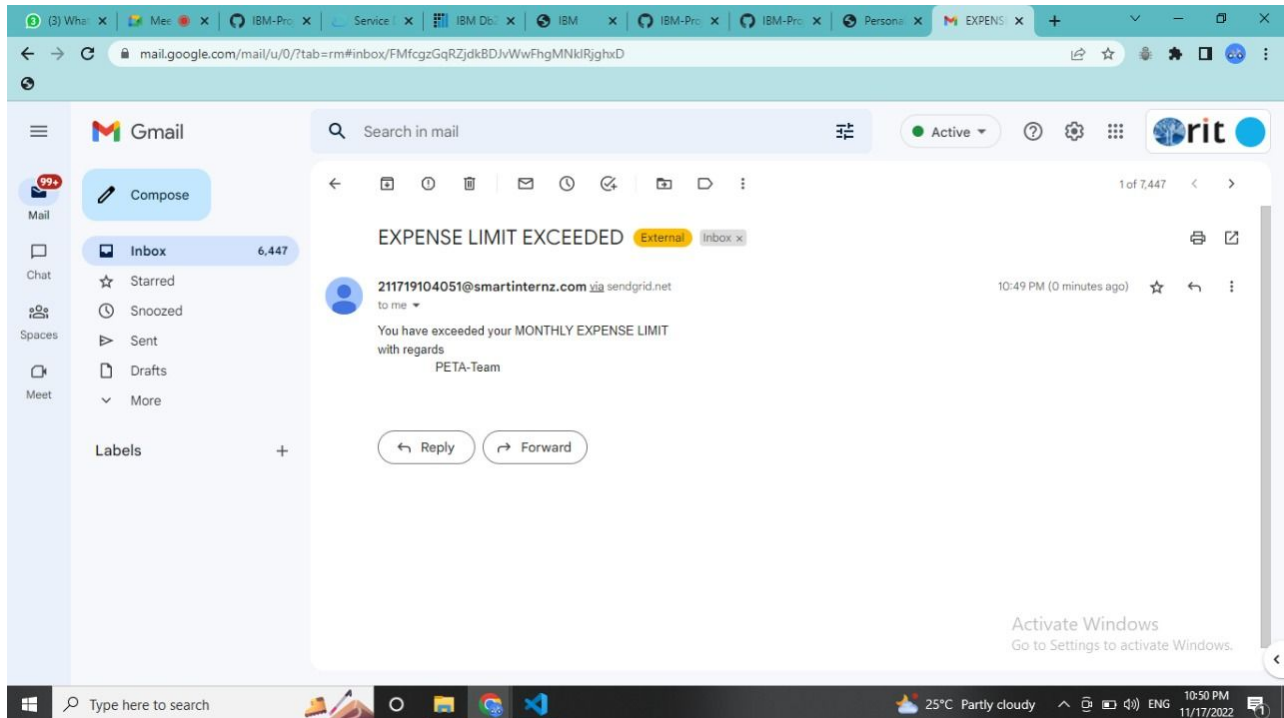 (3) Wha
Mee
IBM-Pro
Service
IBM Db2
IBM
IBM-Pro
IBM-Pro
Persona
EXPENS
mail.google.com/mail/u/0/?tab=rm#inbox/FMfcgzGqRZjdkBDJvWwFhgMNklRjghxD
Gmail
Search in mail
Active
rit
99+
Mail
Compose
1 of 7,447
Inbox 6,447
EXPENSE LIMIT EXCEEDED External Inbox x
Chat
Starred
211719104051@smartinternz.com via sendgrid.net
10:49 PM (0 minutes ago)
to me
Snoozed
Spaces
You have exceeded your MONTHLY EXPENSE LIMIT
Sent
with regards
PETA-Team
Drafts
Meet
More
Labels +
Reply
Forward
Activate Windows
Go to Settings to activate Windows.
Type here to search
25°C Partly cloudy
ENG
10:50 PM
11/17/2022
1